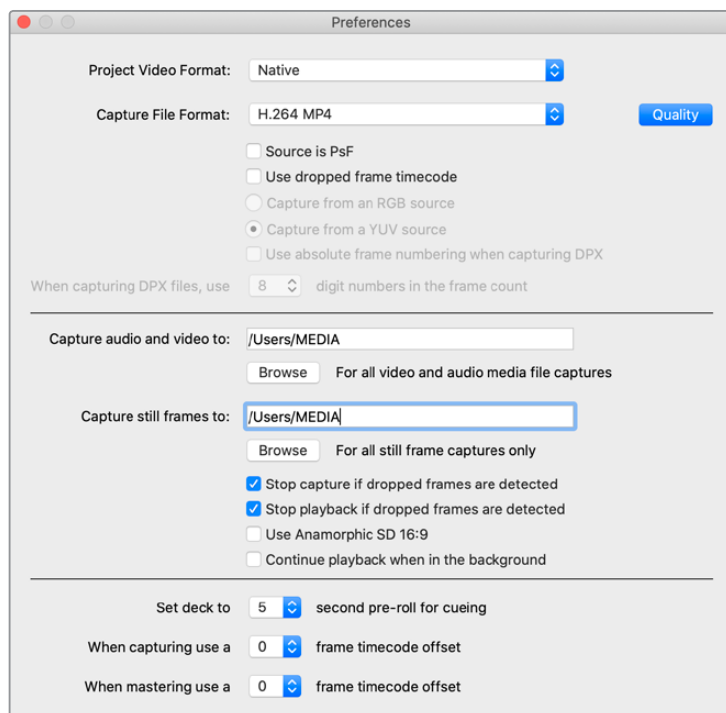 Preferences
Project Video Format: Native
Capture File Format: H.264 MP4 Quality
Source is PsF
Use dropped frame timecode
Capture from an RGB source
Capture from a YUV source
Use absolute frame numbering when capturing DPX
When capturing DPX files, use 8 digit numbers in the frame count
Capture audio and video to: /Users/MEDIA
Browse For all video and audio media file captures
Capture still frames to: /Users/MEDIA
Browse For all still frame captures only
Stop capture if dropped frames are detected
Stop playback if dropped frames are detected
Use Anamorphic SD 16:9
Continue playback when in the background
Set deck to 5 second pre-roll for cueing
When capturing use a 0 frame timecode offset
When mastering use a 0 frame timecode offset